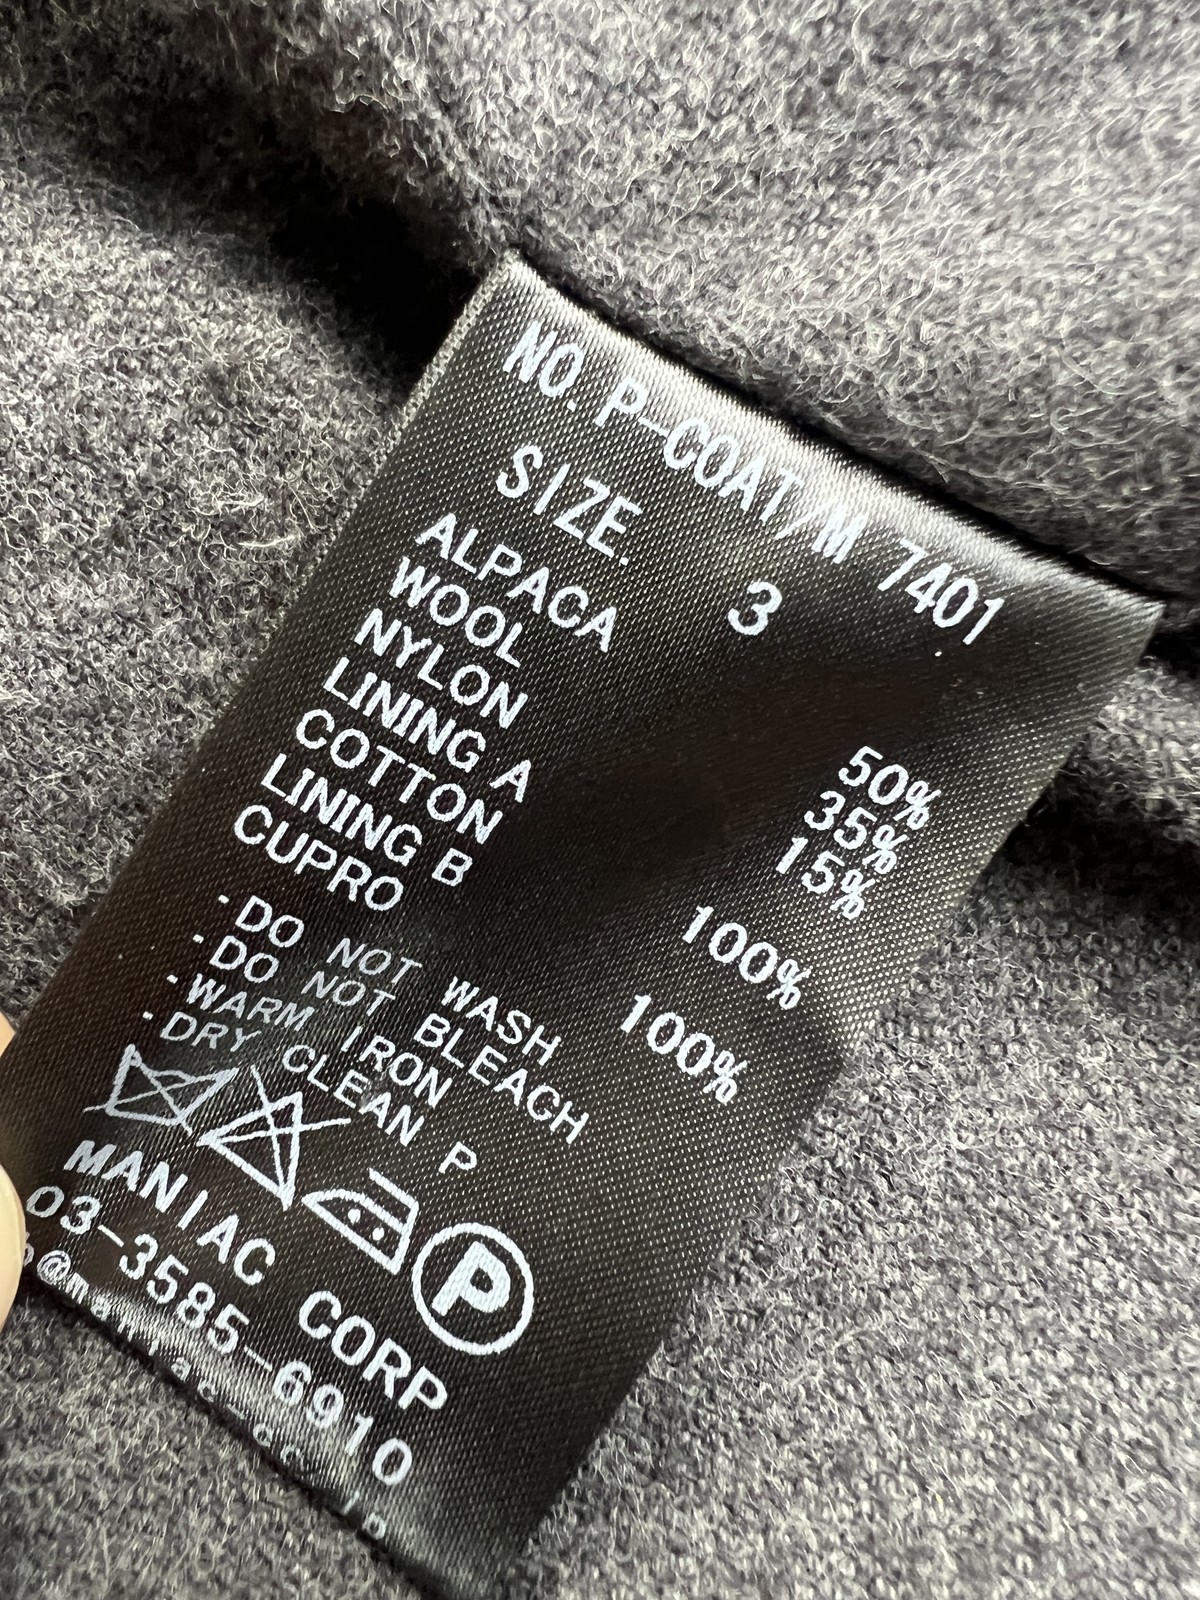 NO. P-COAT/M 7401
SIZE. 3
ALPACA 50%
WOOL 35%
NYLON 15%
LINING A
COTTON 100%
LINING B
CUPRO 100%
·DO NOT WASH
·DO NOT BLEACH
·WARM IRON
·DRY CLEAN P
P
MANIAC CORP
03-3585-6910